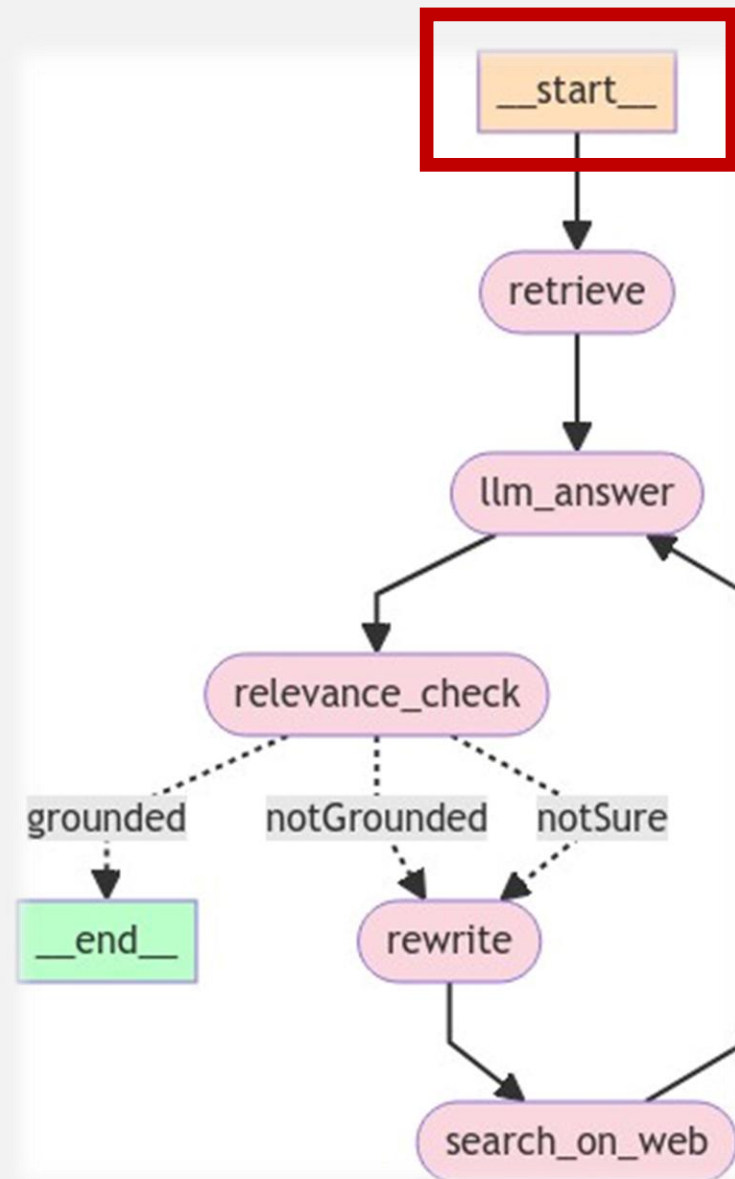 __start__
retrieve
llm_answer
relevance_check
grounded
notGrounded
notSure
__end__
rewrite
search_on_web